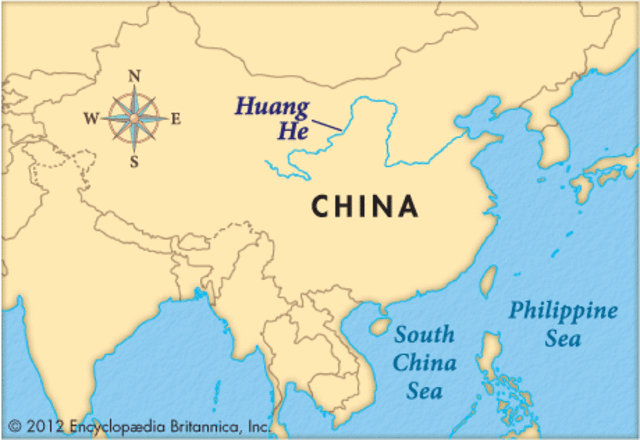 N
W E
S
Huang
He
CHINA
South
China
Sea
Philippine
Sea
© 2012 Encyclopædia Britannica, Inc.